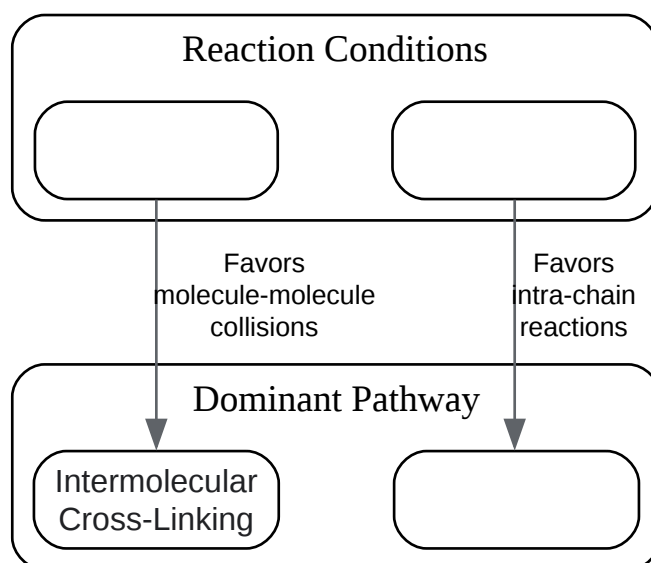 Reaction Conditions
Favors
molecule-molecule
collisions
Favors
intra-chain
reactions
Dominant Pathway
Intermolecular
Cross-Linking